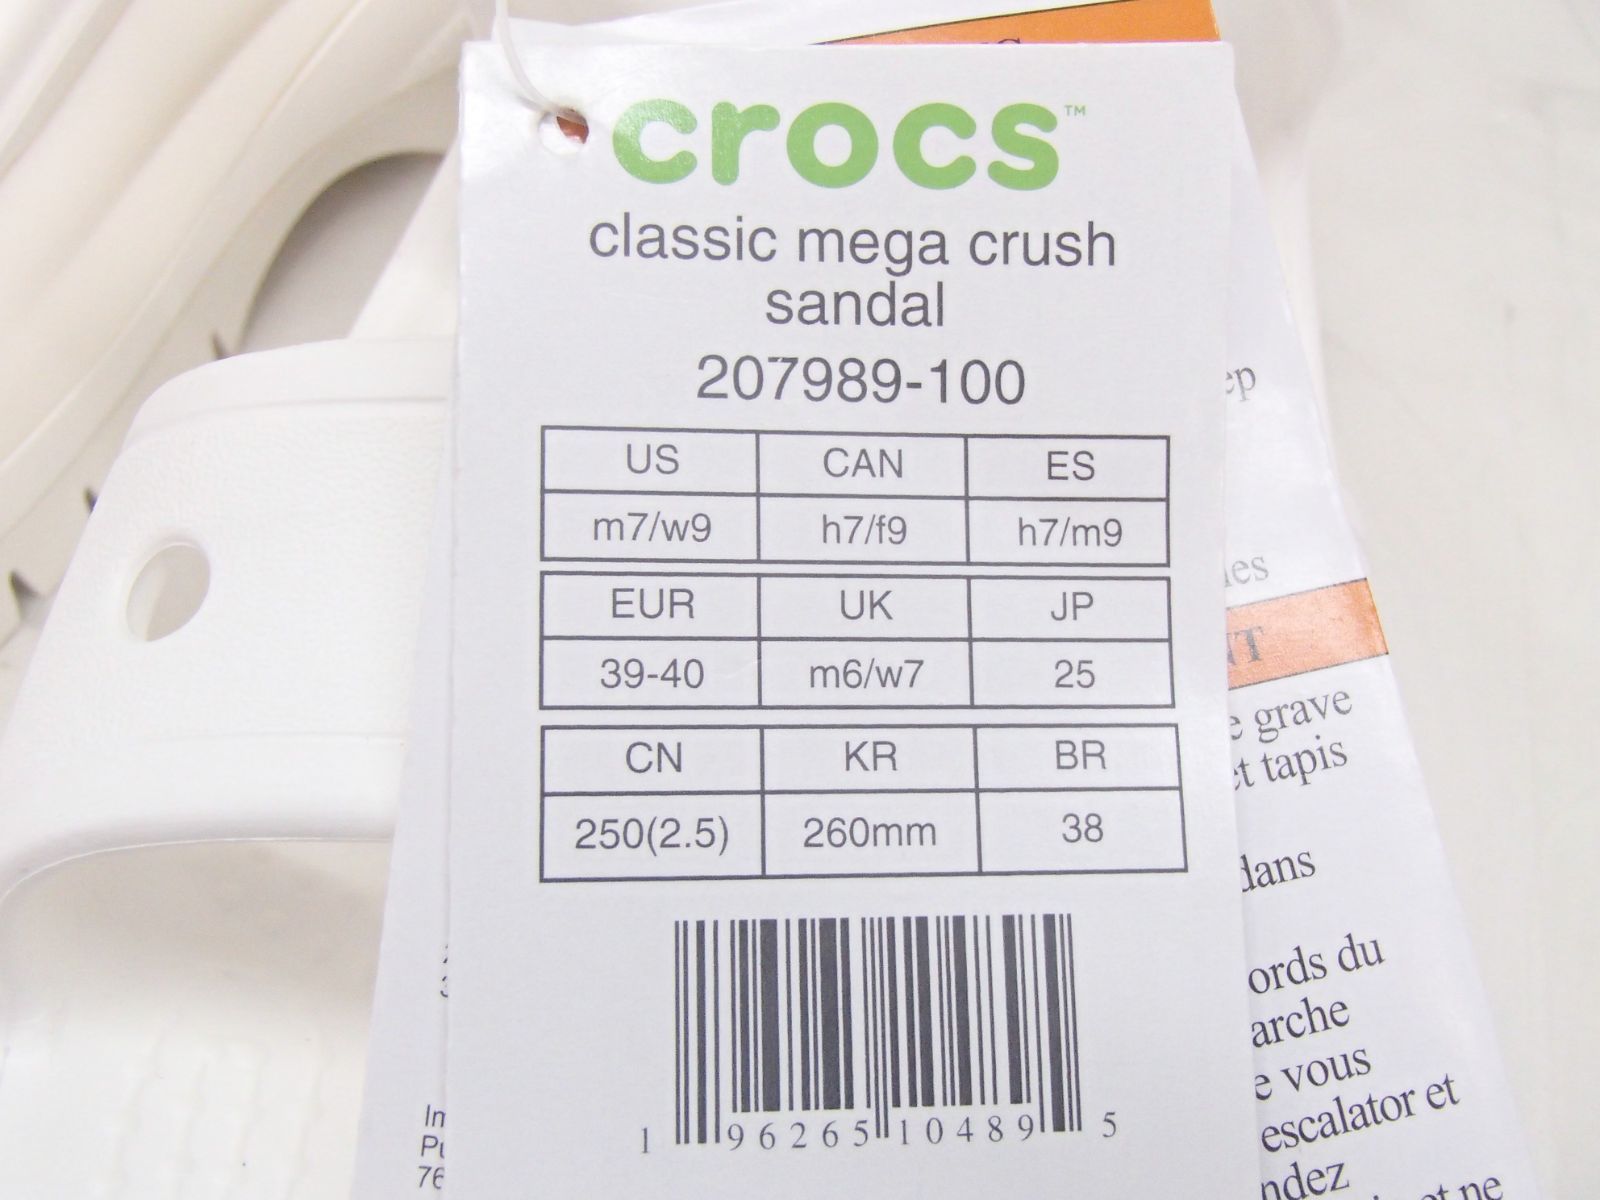 crocs™
classic mega crush
sandal
207989-100
US CAN ES
m7/w9 h7/f9 h7/m9
EUR UK JP
39-40 m6/w7 25
CN KR BR
250(2.5) 260mm 38
1 96265 10489 5
grave
et tapis
dans
ords du
arche
vous
escalator et
ndez
et ne